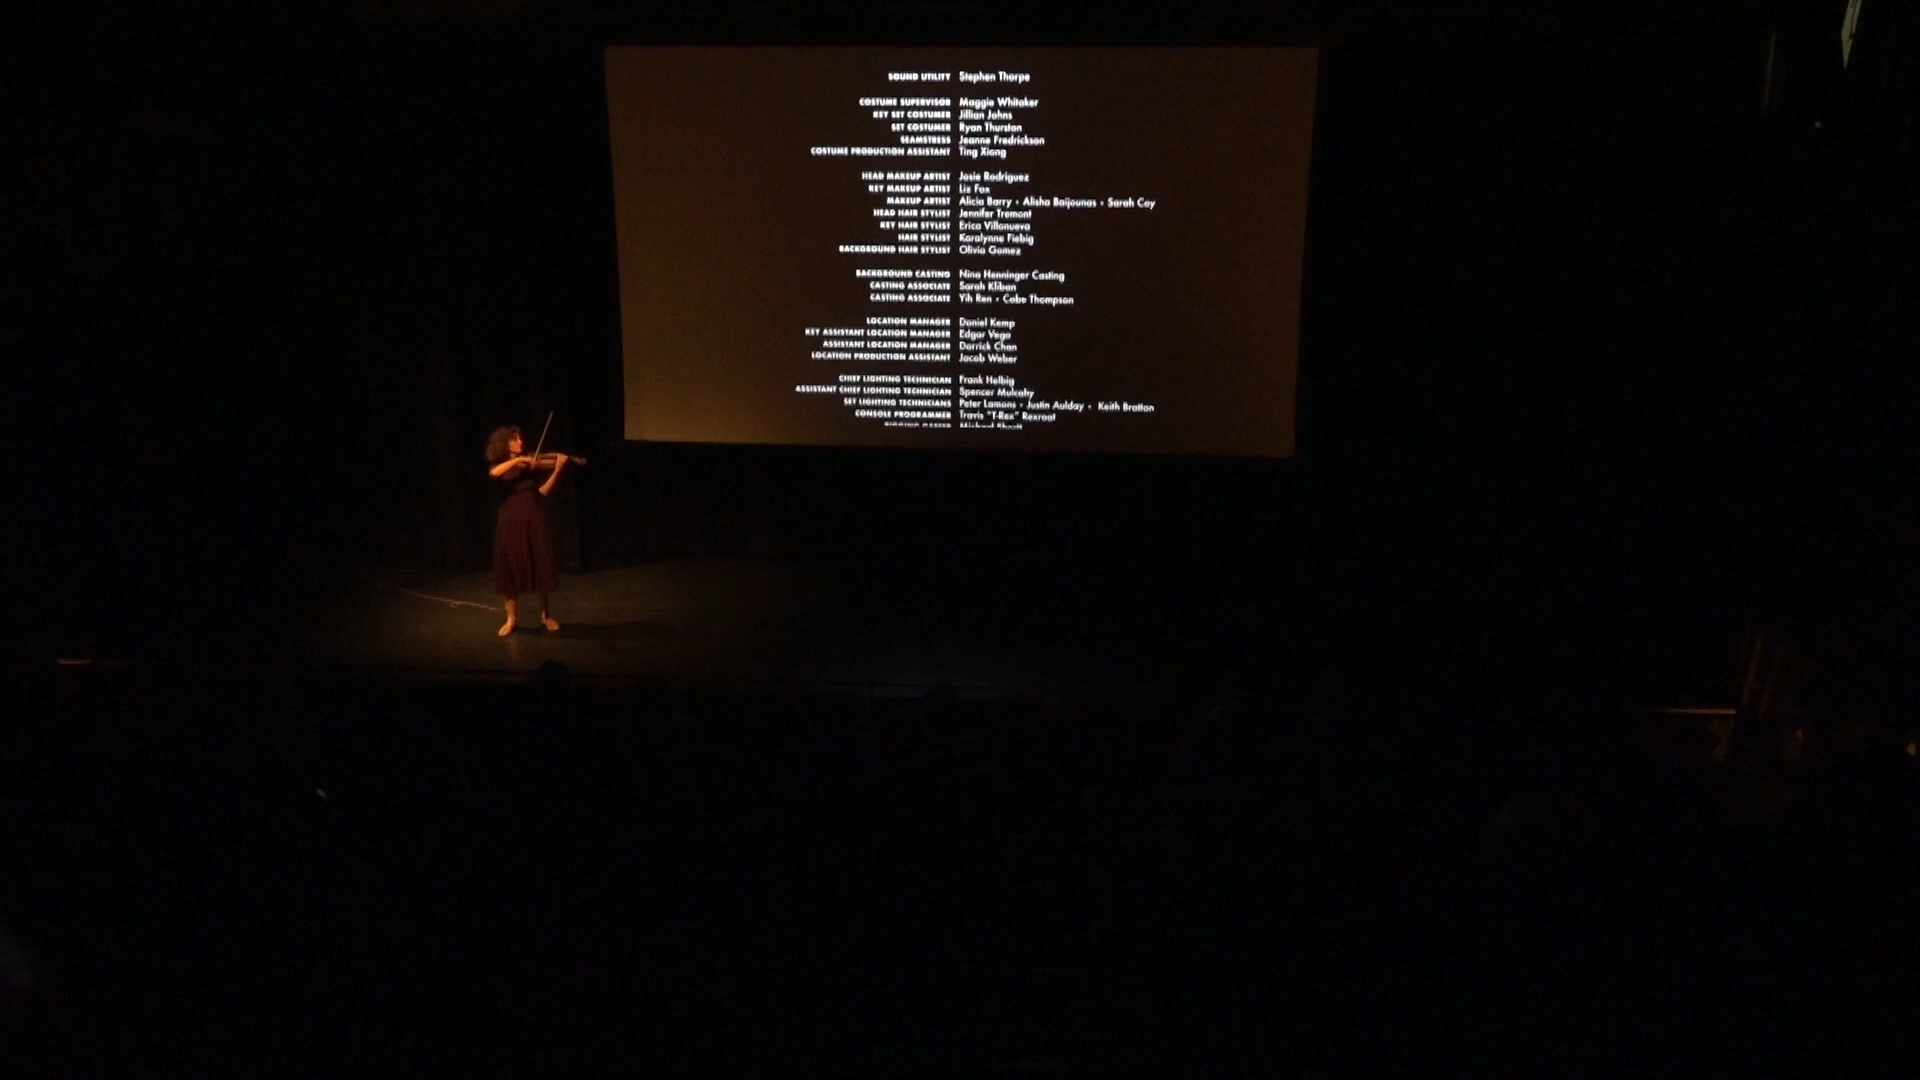 SOUND UTILITY Stephen Thorpe
COSTUME SUPERVISOR Maggie Whitaker
KEY SET COSTUMER Jillian Johns
SET COSTUMER Ryan Thurston
SEAMSTRESS Jeanne Fredrickson
COSTUME PRODUCTION ASSISTANT Ting Xiong
HEAD MAKEUP ARTIST Josie Rodriguez
KEY MAKEUP ARTIST Liz Fox
MAKEUP ARTIST Alicia Barry • Alisha Baijounas • Sarah Coy
HEAD HAIR STYLIST Jennifer Tremont
KEY HAIR STYLIST Erica Villanueva
HAIR STYLIST Karalynne Fiebig
BACKGROUND HAIR STYLIST Olivia Gamez
BACKGROUND CASTING Nina Henninger Casting
CASTING ASSOCIATE Sarah Kliban
CASTING ASSOCIATE Yih Ren • Cabe Thompson
LOCATION MANAGER Daniel Kemp
KEY ASSISTANT LOCATION MANAGER Edgar Vega
ASSISTANT LOCATION MANAGER Darrick Chan
LOCATION PRODUCTION ASSISTANT Jacob Weber
CHIEF LIGHTING TECHNICIAN Frank Helbig
ASSISTANT CHIEF LIGHTING TECHNICIAN Spencer Mulcahy
SET LIGHTING TECHNICIANS Peter Lamons • Justin Aulday • Keith Bratton
CONSOLE PROGRAMMER Travis "T-Rex" Rexroat
RIGGING GAFFER Michael